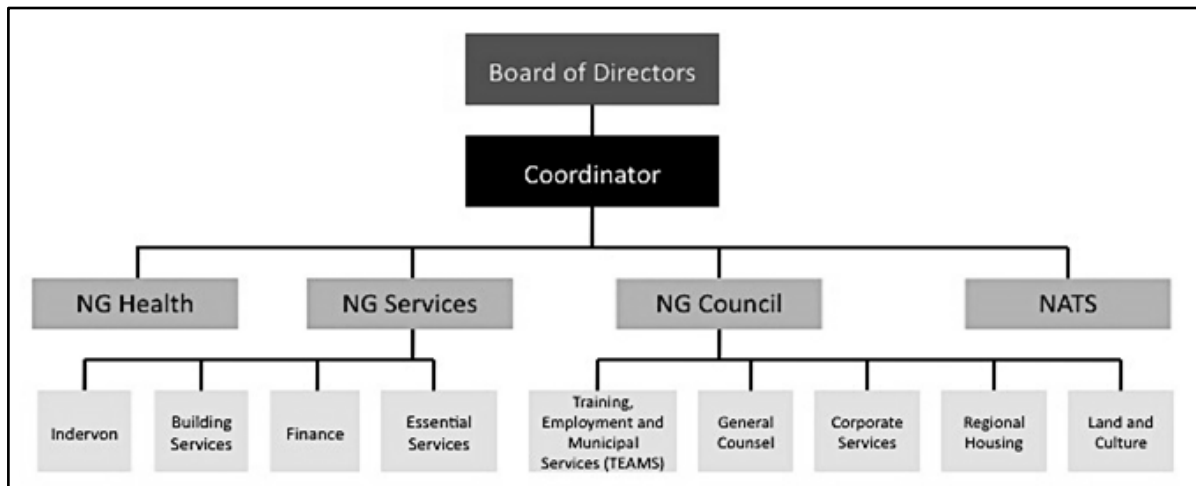 Board of Directors
Coordinator
NG Health
NG Services
NG Council
NATS
Indervon
Building
Services
Finance
Essential
Services
Training,
Employment and
Municipal
Services (TEAMS)
General
Counsel
Corporate
Services
Regional
Housing
Land and
Culture